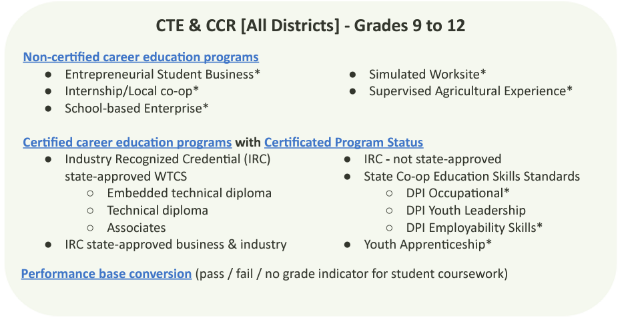 CTE & CCR [All Districts] - Grades 9 to 12
Non-certified career education programs
● Entrepreneurial Student Business*
● Internship/Local co-op*
● School-based Enterprise*
● Simulated Worksite*
● Supervised Agricultural Experience*
Certified career education programs with Certificated Program Status
● Industry Recognized Credential (IRC)
state-approved WTCS
○ Embedded technical diploma
○ Technical diploma
○ Associates
● IRC state-approved business & industry
● IRC - not state-approved
● State Co-op Education Skills Standards
○ DPI Occupational*
○ DPI Youth Leadership
○ DPI Employability Skills*
● Youth Apprenticeship*
Performance base conversion (pass / fail / no grade indicator for student coursework)